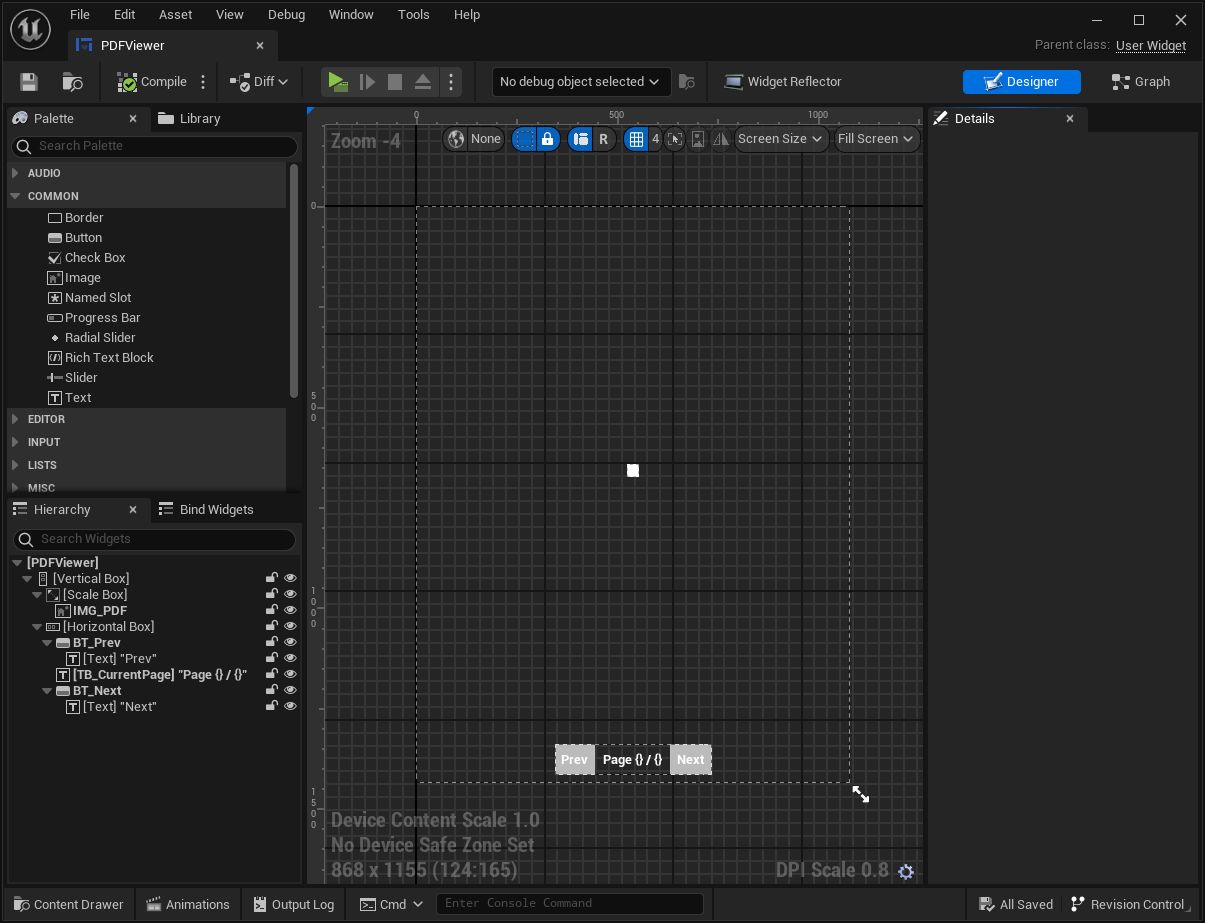 File Edit Asset View Debug Window Tools Help
PDFViewer
Parent class: User Widget
Compile Diff No debug object selected Widget Reflector Designer Graph
Palette Library
Search Palette
AUDIO
COMMON
Border
Button
Check Box
Image
Named Slot
Progress Bar
Radial Slider
Rich Text Block
Slider
Text
EDITOR
INPUT
LISTS
MISC
Hierarchy Bind Widgets
Search Widgets
[PDFViewer]
[Vertical Box]
[Scale Box]
IMG_PDF
[Horizontal Box]
BT_Prev
[Text] "Prev"
[TB_CurrentPage] "Page {} / {}"
BT_Next
[Text] "Next"
0 500 1000
Zoom -4 None R 4 Screen Size Fill Screen
0
500
1000
1500
Prev Page {} / {} Next
Device Content Scale 1.0
No Device Safe Zone Set
868 x 1155 (124:165) DPI Scale 0.8
Details
Content Drawer Animations Output Log Cmd Enter Console Command All Saved Revision Control